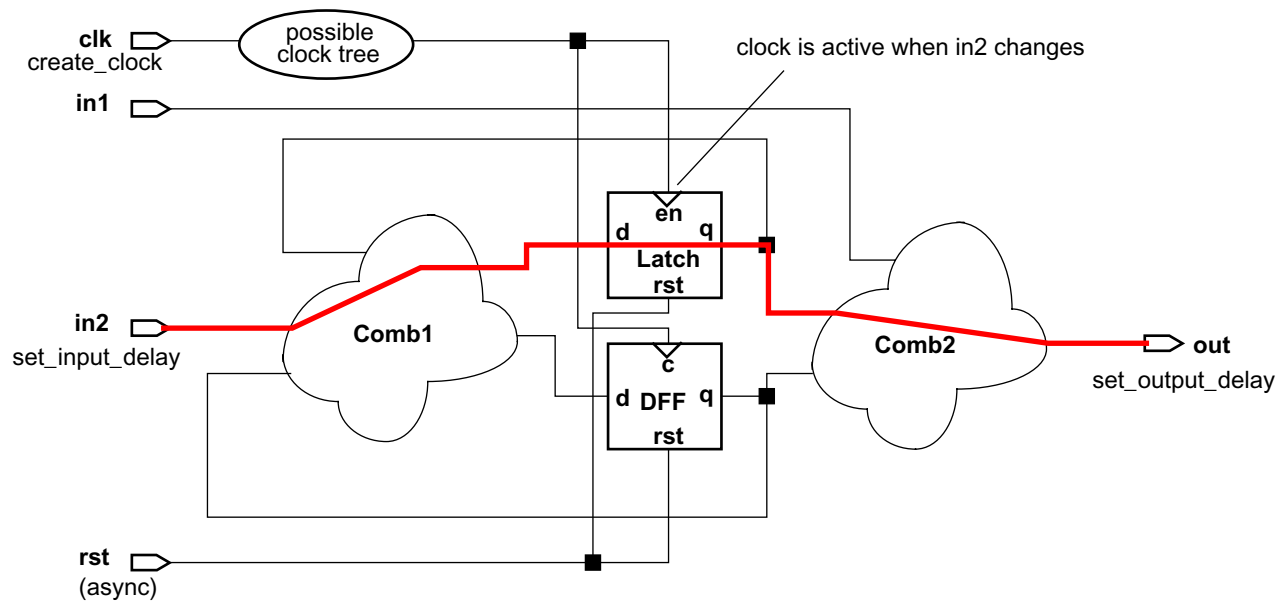 clk
create_clock
possible
clock tree
clock is active when in2 changes
in1
en
d
q
Latch
rst
in2
set_input_delay
Comb1
Comb2
out
set_output_delay
c
d
DFF
q
rst
rst
(async)